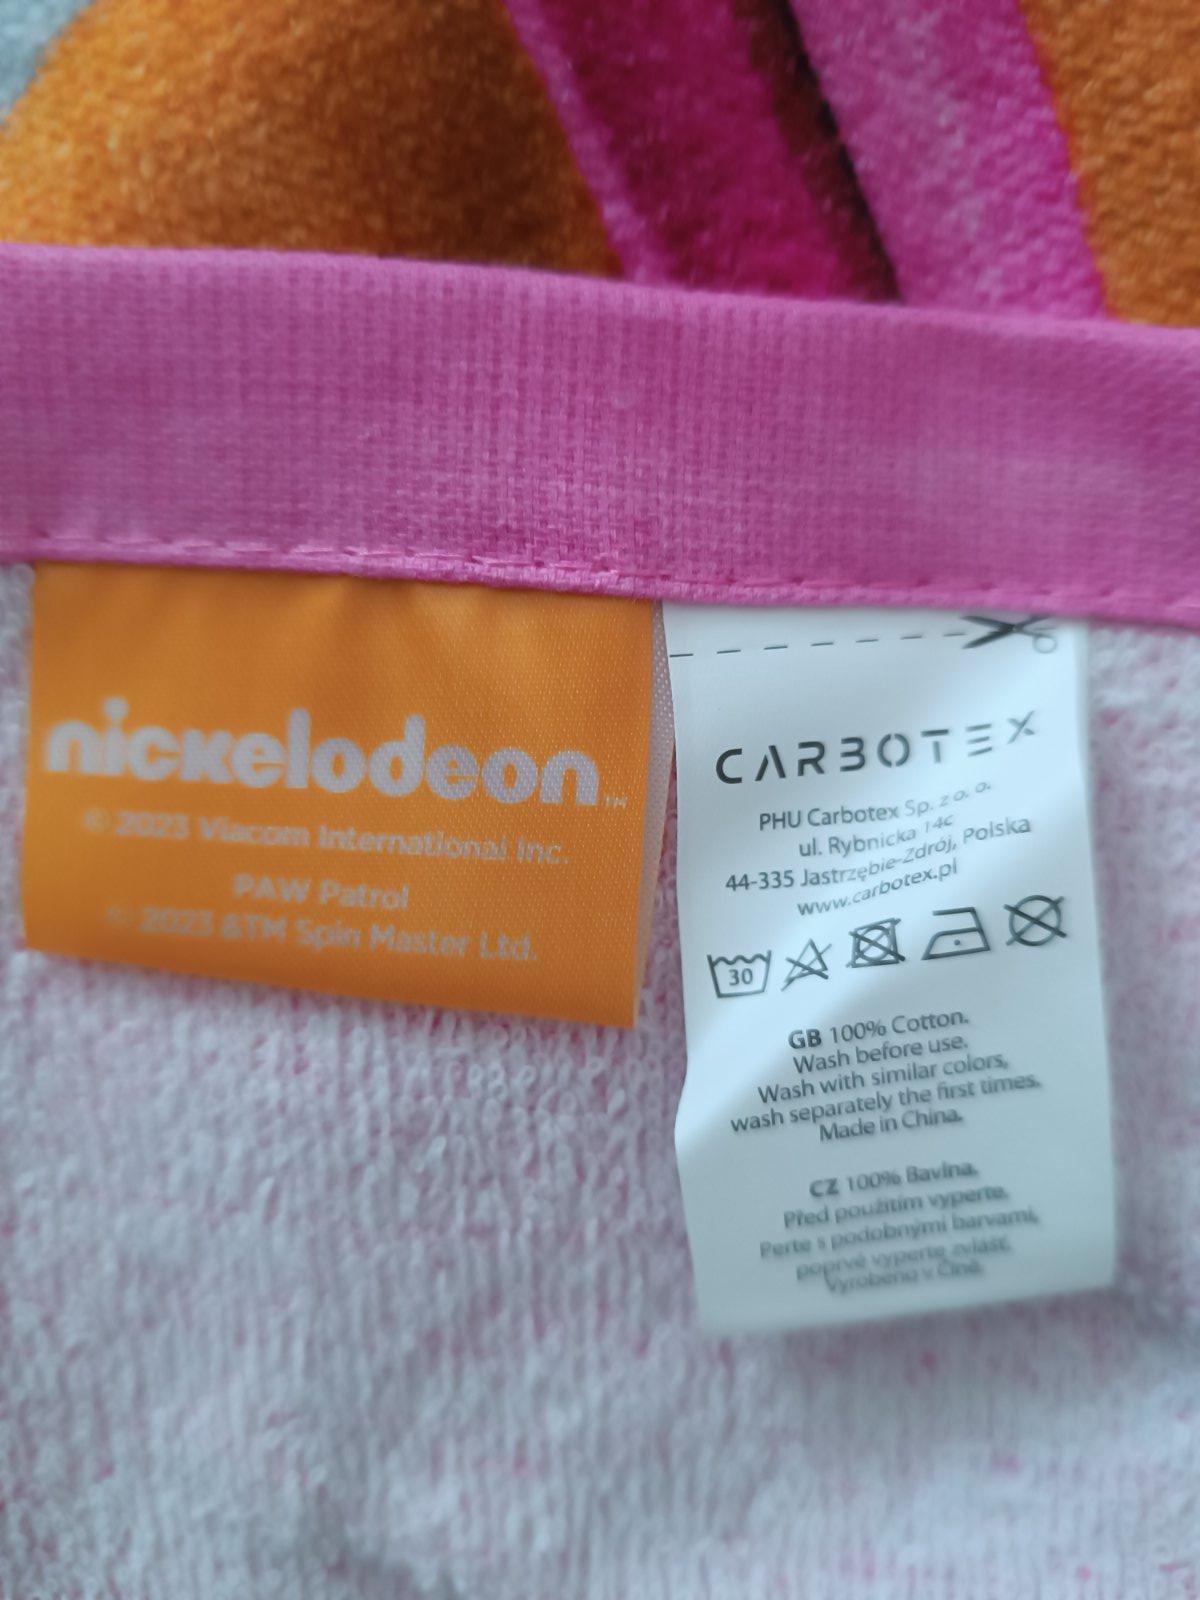 nickelodeon™
© 2023 Viacom International Inc.
PAW Patrol
© 2023 &TM Spin Master Ltd.
CARBOTEX
PHU Carbotex Sp. z o. o.
ul. Rybnicka 14c
44-335 Jastrzębie-Zdrój, Polska
www.carbotex.pl
30
GB 100% Cotton.
Wash before use.
Wash with similar colors,
wash separately the first times.
Made in China.
CZ 100% Bavlna.
Před použitím vyperte.
Perte s podobnými barvami,
poprvé vyperte zvlášť.
Vyrobeno v Číně.